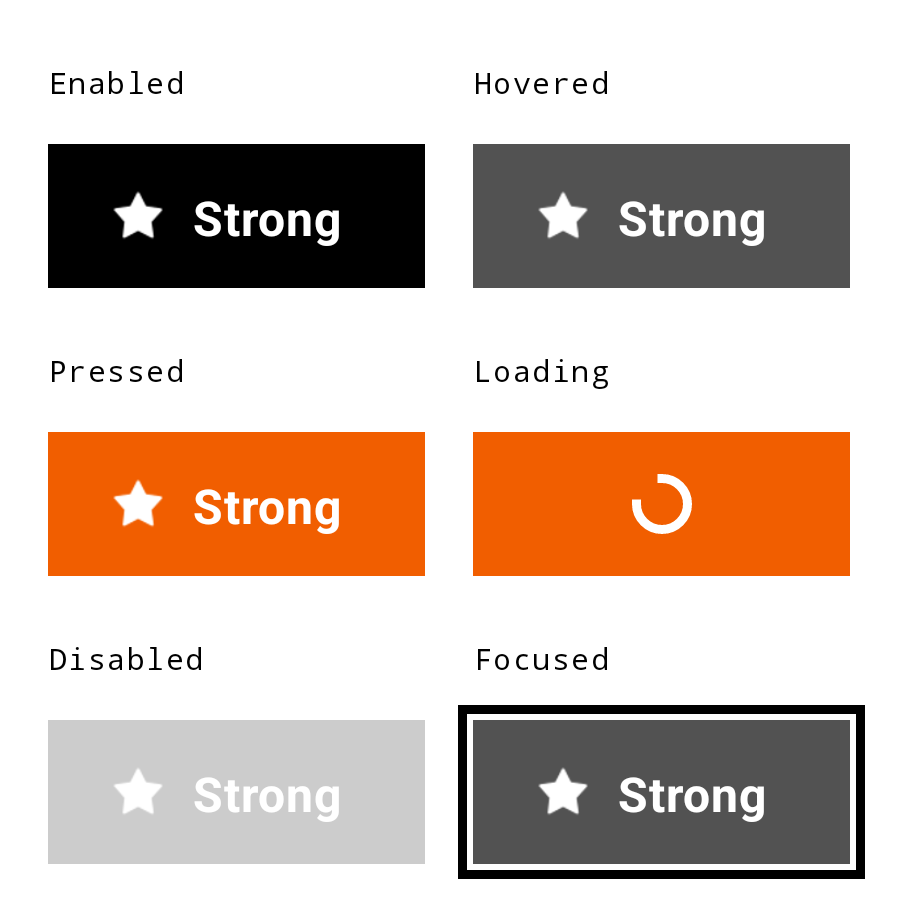 Enabled
Hovered
Strong
Strong
Pressed
Loading
Strong
Disabled
Focused
Strong
Strong